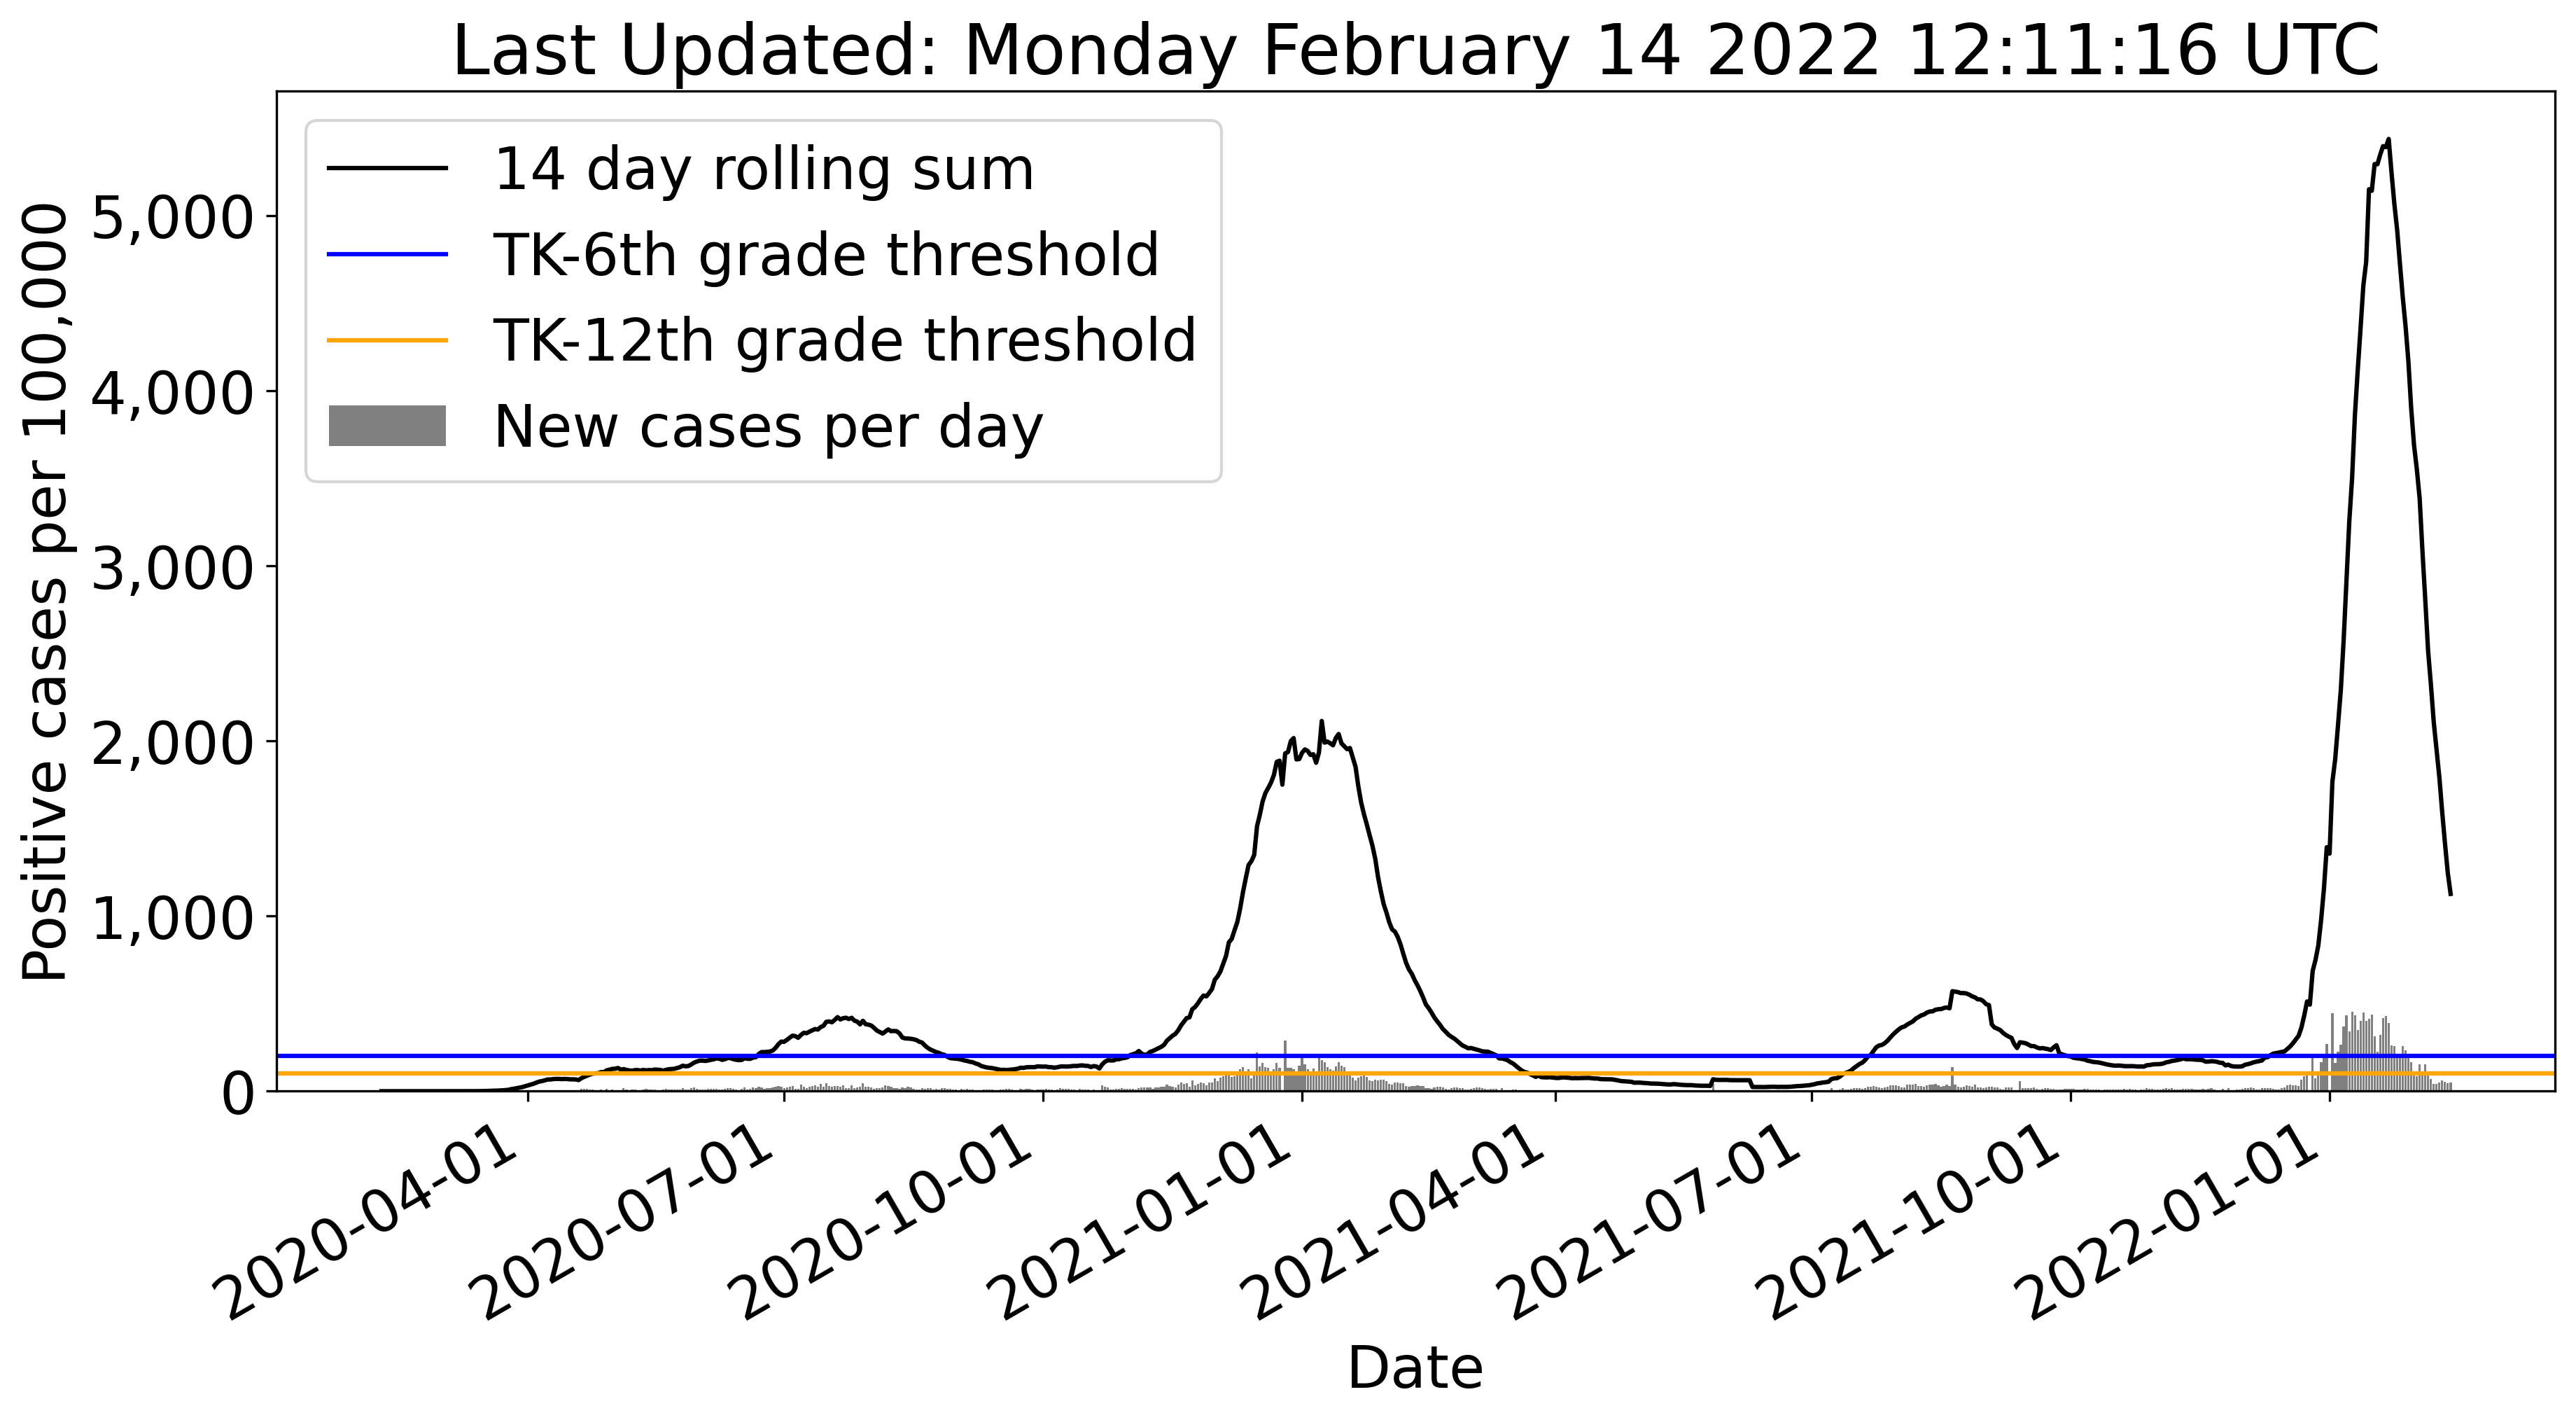 Last Updated: Monday February 14 2022 12:11:16 UTC
14 day rolling sum
TK-6th grade threshold
TK-12th grade threshold
New cases per day
Positive cases per 100,000
5,000
4,000
3,000
2,000
1,000
0
2020-04-01
2020-07-01
2020-10-01
2021-01-01
2021-04-01
2021-07-01
2021-10-01
2022-01-01
Date